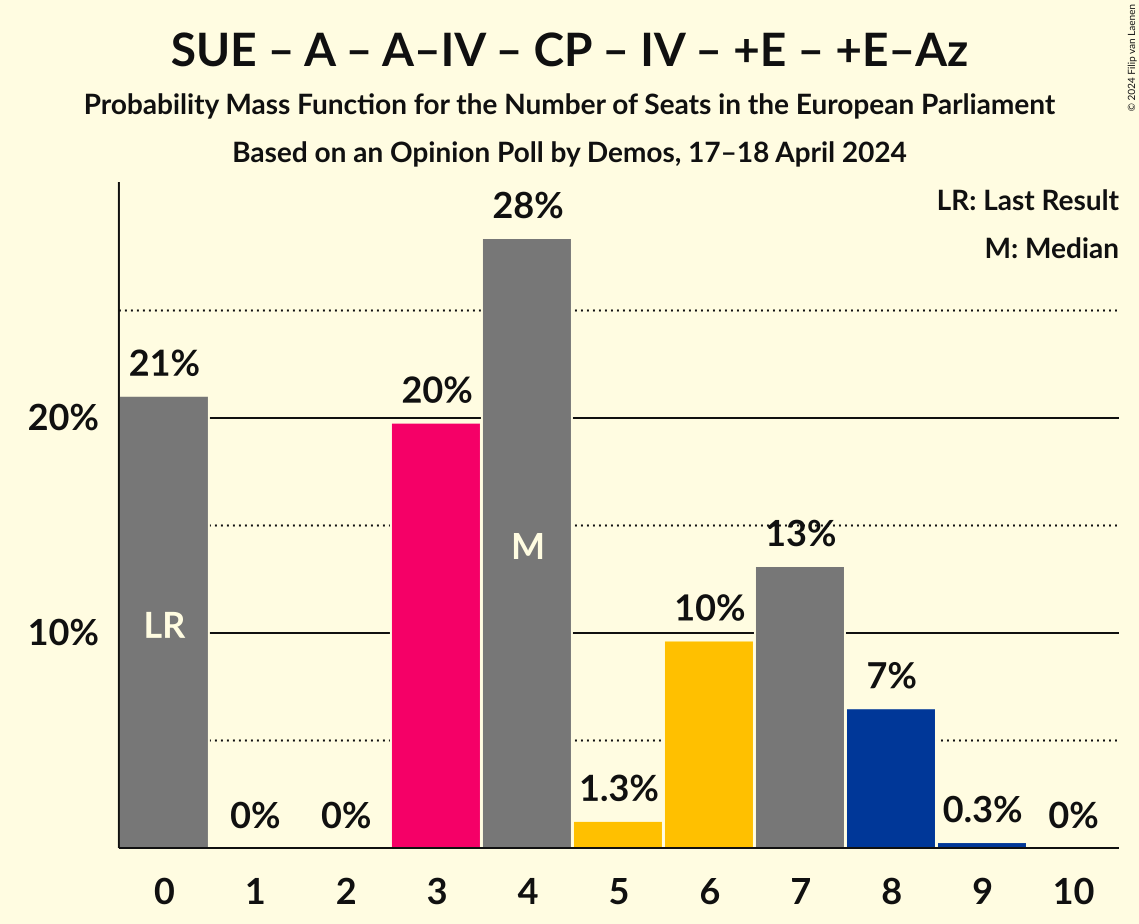 SUE – A – A–IV – CP – IV – +E – +E–Az
Probability Mass Function for the Number of Seats in the European Parliament
Based on an Opinion Poll by Demos, 17–18 April 2024
© 2024 Filip van Laenen
LR: Last Result
M: Median
28%
21%
20%
20%
13%
M
10%
LR
10%
7%
1.3%
0%
0%
0.3%
0%
0 1 2 3 4 5 6 7 8 9 10